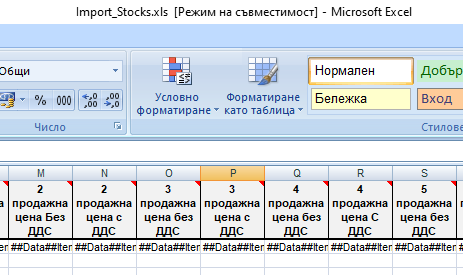 Import_Stocks.xls [Режим на съвместимост] - Microsoft Excel
Общи
% 000 ,0 ,00 ,00 ,0
Число
Условно форматиране
Форматиране като таблица
Нормален
Добър
Бележка
Вход
Стилове
M N O P Q R S
2 продажна цена Без ДДС
2 продажна цена с ДДС
3 продажна цена без ДДС
3 продажна цена с ДДС
4 продажна цена без ДДС
4 продажна цена С ДДС
5 продажна цена без ДДС
##Data##Iter ##Data##Iter ##Data##Iter ##Data##Iter ##Data##Iter ##Data##Iter ##Data##Iter